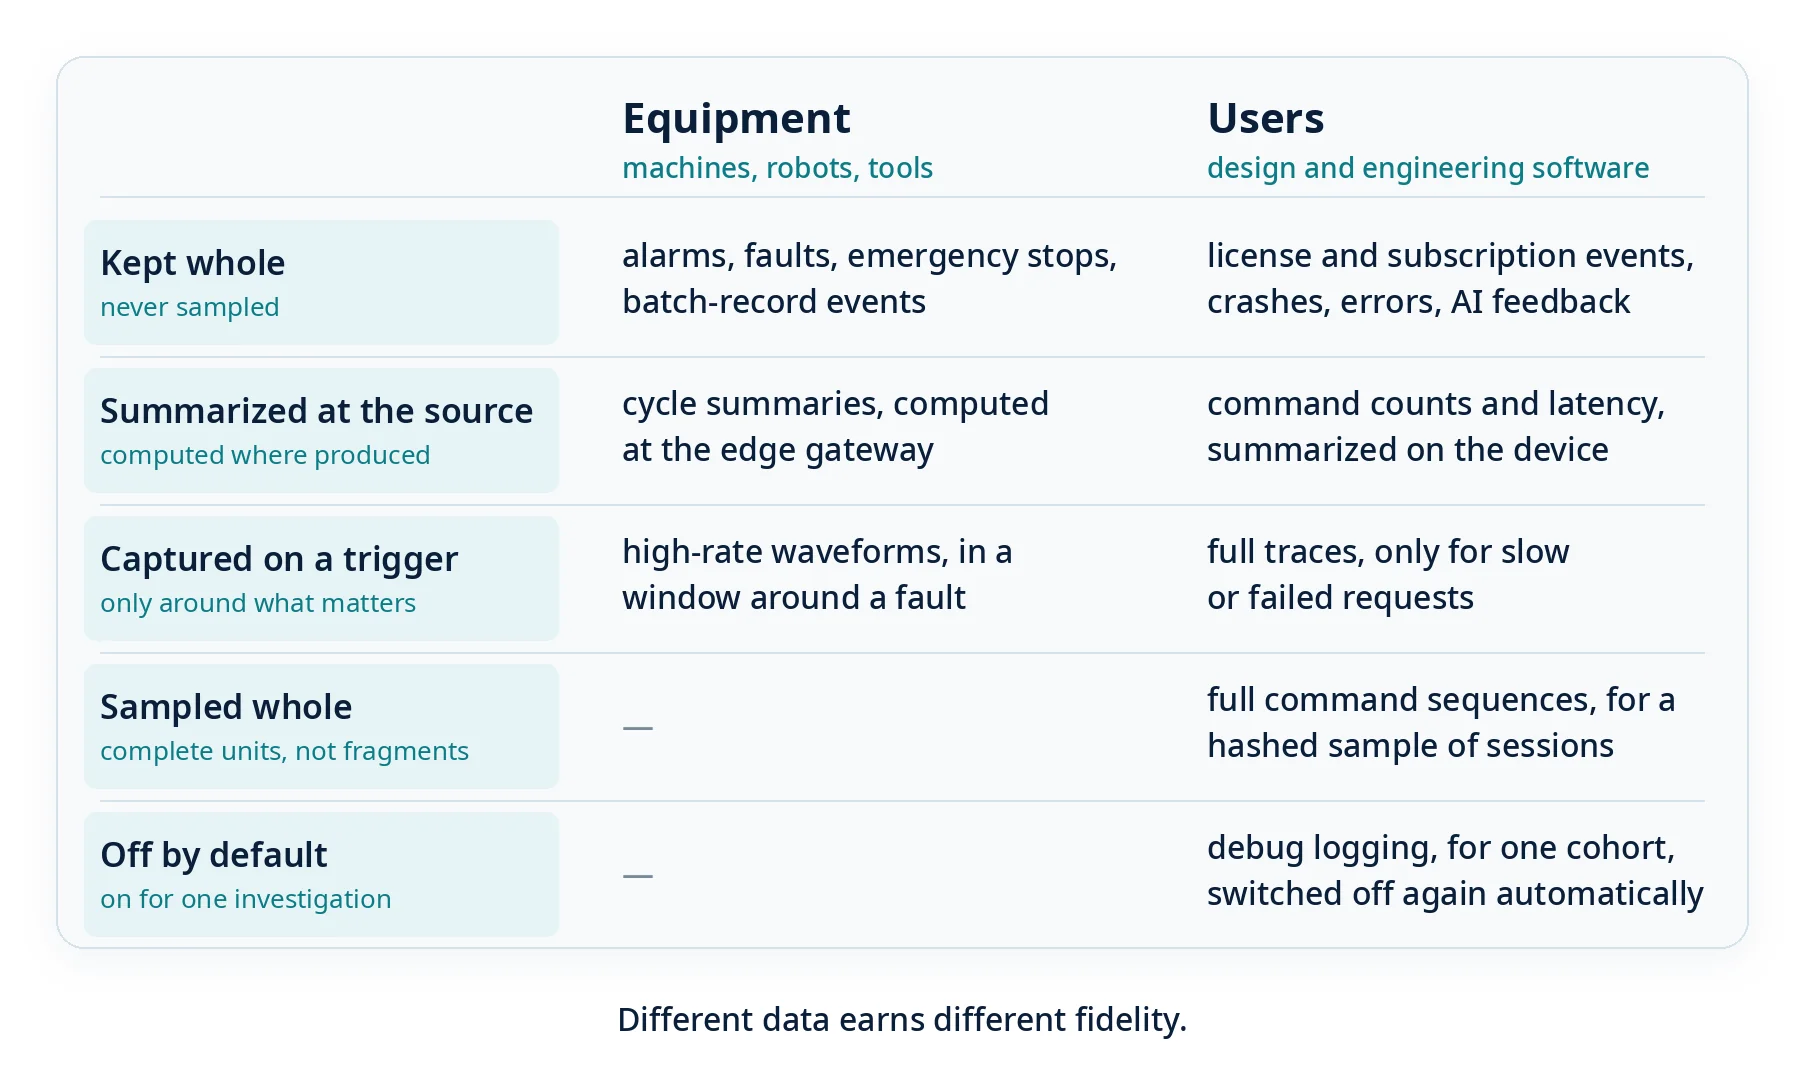 Equipment
machines, robots, tools
Users
design and engineering software
Kept whole
never sampled
alarms, faults, emergency stops,
batch-record events
license and subscription events,
crashes, errors, AI feedback
Summarized at the source
computed where produced
cycle summaries, computed
at the edge gateway
command counts and latency,
summarized on the device
Captured on a trigger
only around what matters
high-rate waveforms, in a
window around a fault
full traces, only for slow
or failed requests
Sampled whole
complete units, not fragments
—
full command sequences, for a
hashed sample of sessions
Off by default
on for one investigation
—
debug logging, for one cohort,
switched off again automatically
Different data earns different fidelity.